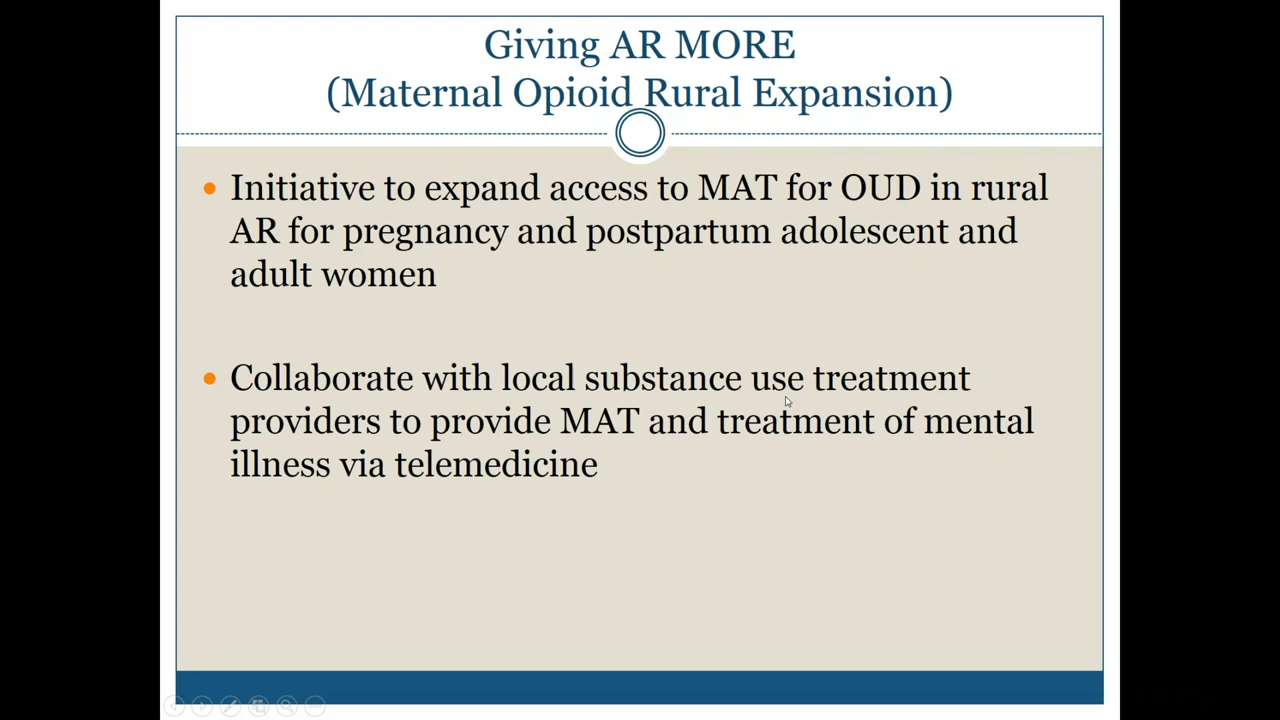 Giving AR MORE
(Maternal Opioid Rural Expansion)
Initiative to expand access to MAT for OUD in rural
AR for pregnancy and postpartum adolescent and
adult women
Collaborate with local substance use treatment
providers to provide MAT and treatment of mental
illness via telemedicine